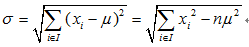 σ = √(∑_{i∈I} (x_i − μ)²) = √(∑_{i∈I} x_i² − nμ²) ↵